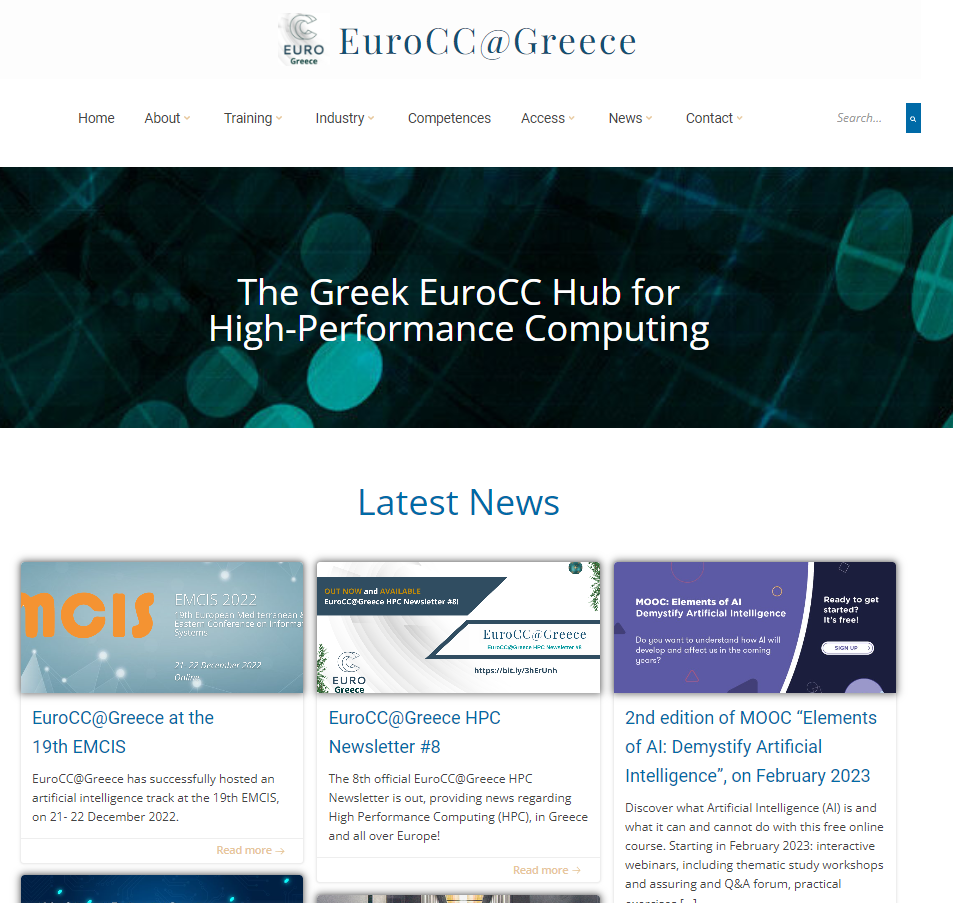 EURO
Greece
EuroCC@Greece
Home
About
Training
Industry
Competences
Access
News
Contact
Search...
The Greek EuroCC Hub for
High-Performance Computing
Latest News
EMCIS 2022
19th European Mediterranean &
Eastern Conference on Informat
Systems
21- 22 December 2022
Online
EuroCC@Greece at the
19th EMCIS
EuroCC@Greece has successfully hosted an
artificial intelligence track at the 19th EMCIS,
on 21- 22 December 2022.
Read more →
OUT NOW and AVAILABLE
EuroCC@Greece HPC Newsletter #8!
EuroCC@Greece
EuroCC@Greece HPC Newsletter #8
https://bit.ly/3hErUnh
EURO
Greece
EuroCC@Greece HPC
Newsletter #8
The 8th official EuroCC@Greece HPC
Newsletter is out, providing news regarding
High Performance Computing (HPC), in Greece
and all over Europe!
Read more →
MOOC: Elements of AI
Demystify Artificial Intelligence
Do you want to understand how AI will
develop and affect us in the coming
years?
Ready to get
started?
It's free!
SIGN UP
2nd edition of MOOC “Elements
of AI: Demystify Artificial
Intelligence”, on February 2023
Discover what Artificial Intelligence (AI) is and
what it can and cannot do with this free online
course. Starting in February 2023: interactive
webinars, including thematic study workshops
and assuring and Q&A forum, practical